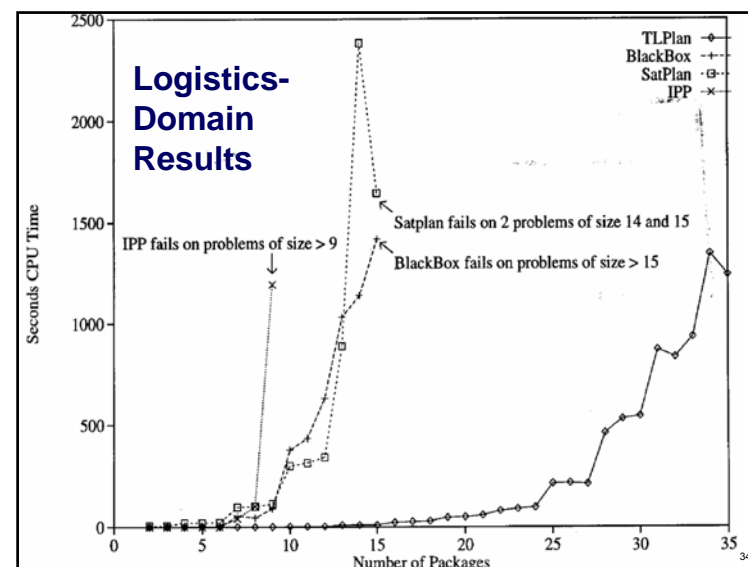 Logistics-
Domain
Results
TLPlan
BlackBox
SatPlan
IPP
2500
2000
1500
1000
500
0
Seconds CPU Time
IPP fails on problems of size > 9
Satplan fails on 2 problems of size 14 and 15
BlackBox fails on problems of size > 15
0 5 10 15 20 25 30 35
Number of Packages
34